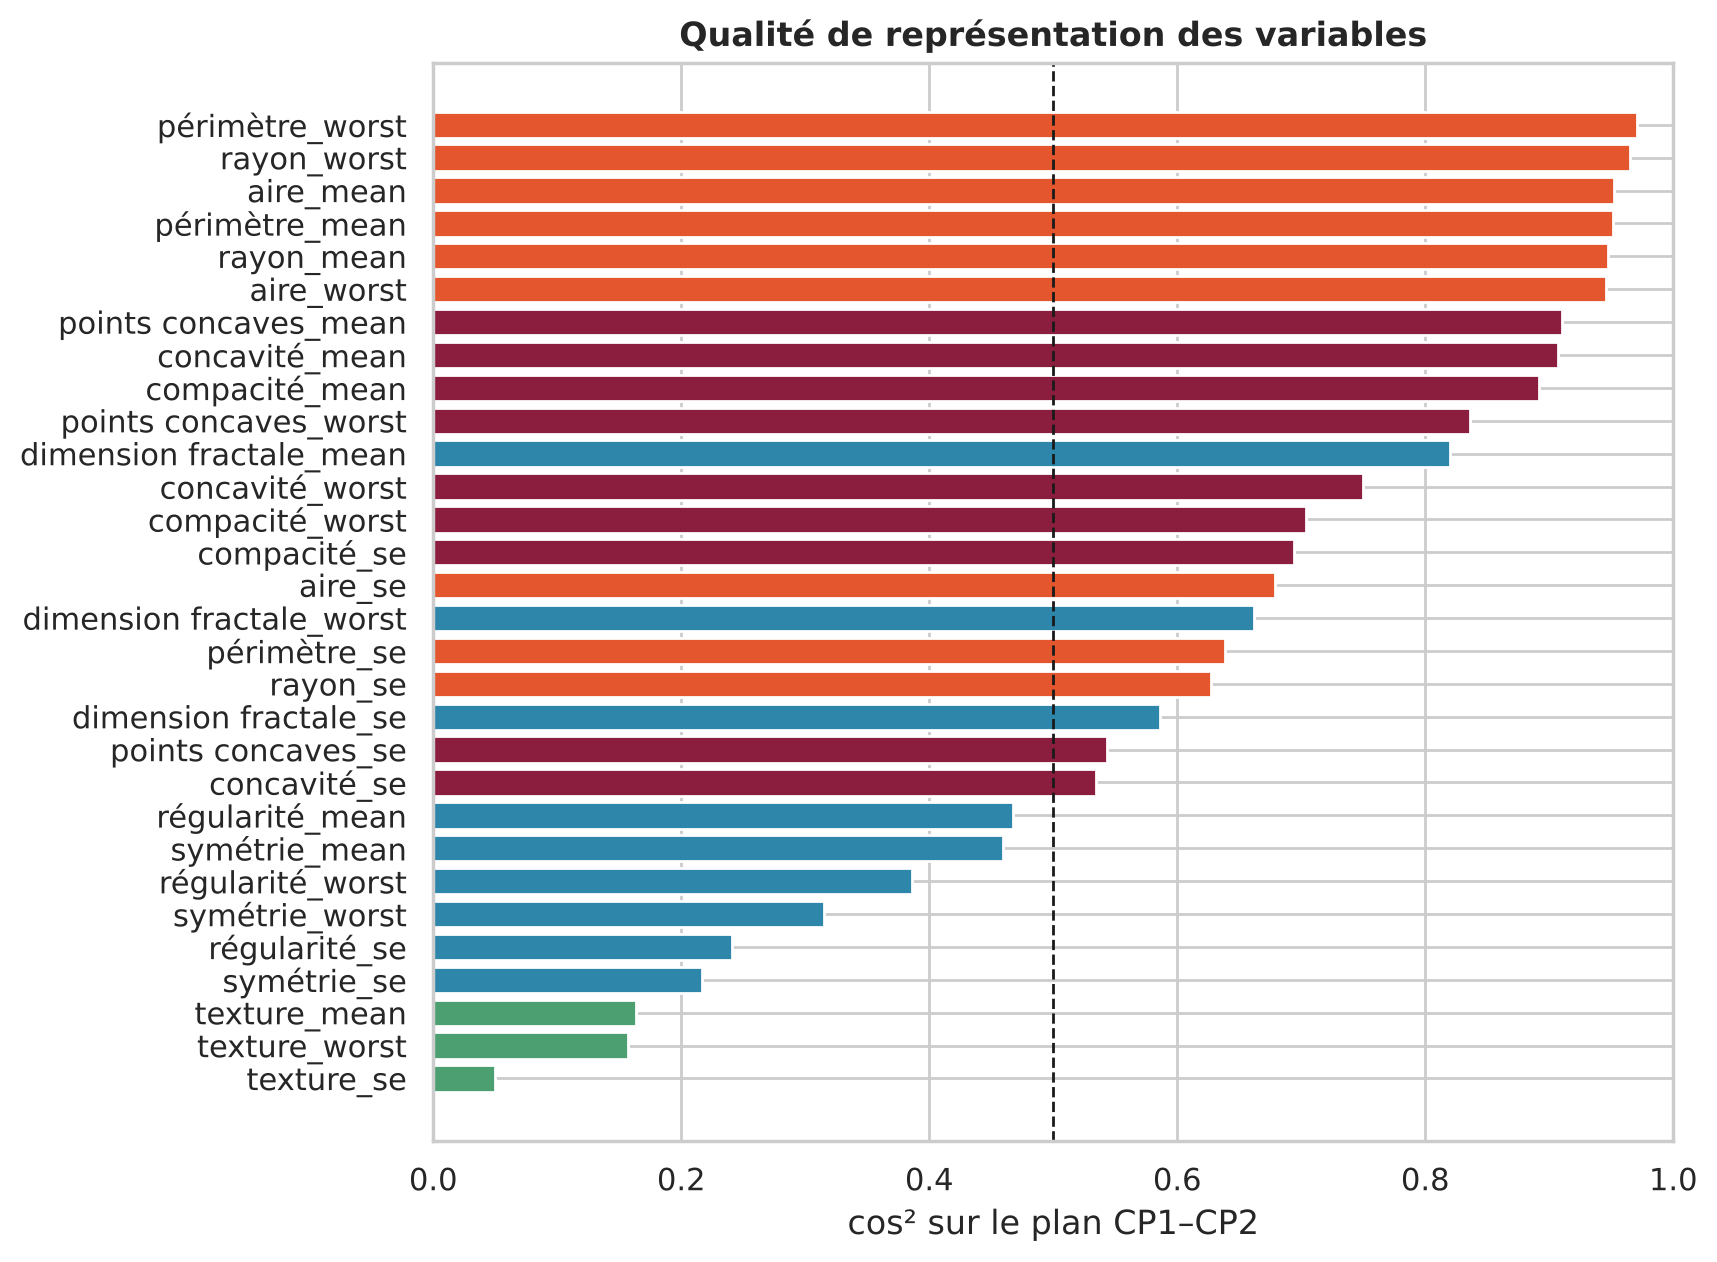 Qualité de représentation des variables
périmètre_worst
rayon_worst
aire_mean
périmètre_mean
rayon_mean
aire_worst
points concaves_mean
concavité_mean
compacité_mean
points concaves_worst
dimension fractale_mean
concavité_worst
compacité_worst
compacité_se
aire_se
dimension fractale_worst
périmètre_se
rayon_se
dimension fractale_se
points concaves_se
concavité_se
régularité_mean
symétrie_mean
régularité_worst
symétrie_worst
régularité_se
symétrie_se
texture_mean
texture_worst
texture_se
0.0 0.2 0.4 0.6 0.8 1.0
cos² sur le plan CP1–CP2